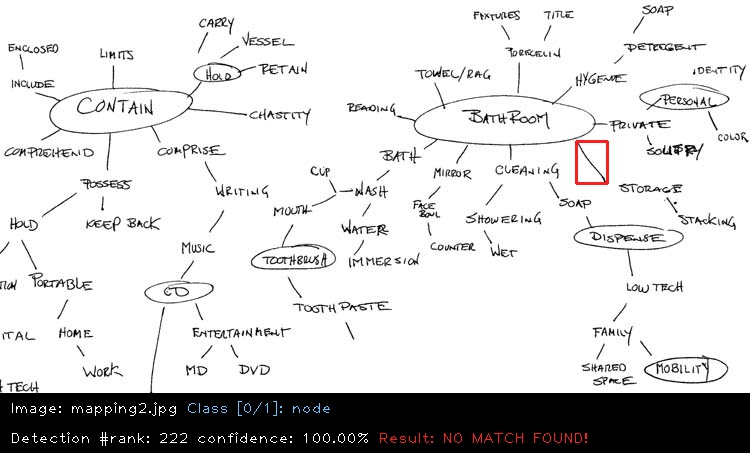 FIXTURES TITLE SOAP
CARRY
ENCLOSED LIMITS VESSEL PORECELIN DETERGENT
HOLD RETAIN TOWEL/RAG HYGENE IDENTITY
INCLUDE
CONTAIN CHASTITY READING BATHROOM PRIVATE PERSONAL
COLOR
COMPREHEND COMPRISE BATH MIRROR CLEANING
POSSESS WRITING CUP WASH STORAGE
HOLD KEEP BACK MOUTH FACE BOWL SHOWERING SOAP STACKING
MUSIC WATER COUNTER WET DISPENSE
PORTABLE CD TOOTHBRUSH IMMERSION LOW TECH
ITAL HOME ENTERTAINMENT TOOTHPASTE FAMILY
WORK MD DVD SHARED SPACE MOBILITY
H TECH
Image: mapping2.jpg Class [0/1]: node
Detection #rank: 222 confidence: 100.00% Result: NO MATCH FOUND!